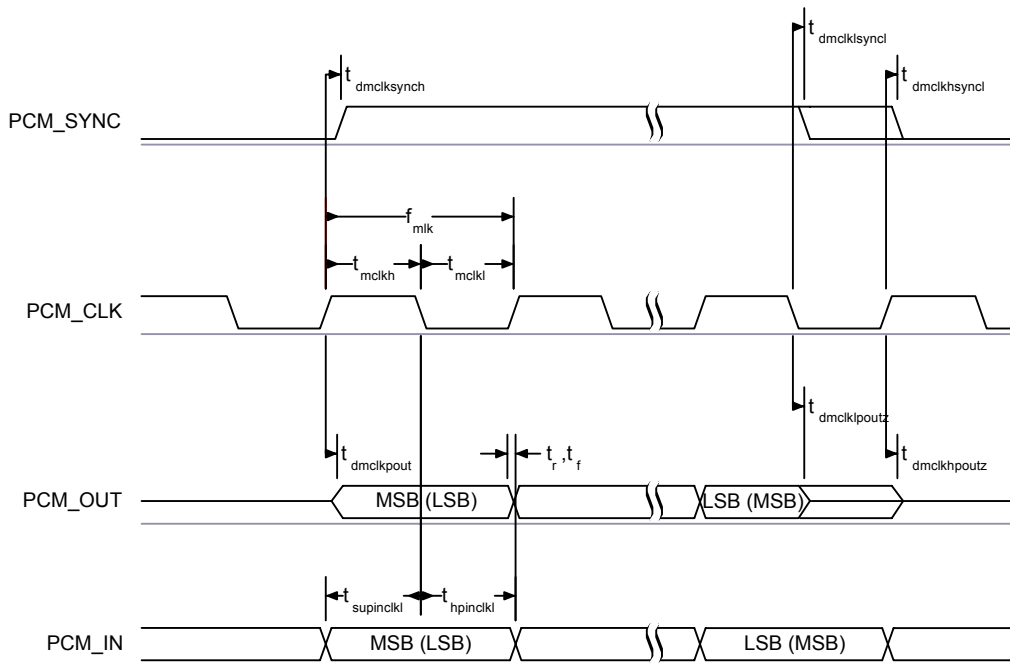 t dmclklsyncl
t dmclksynch
t dmclkhsyncl
PCM_SYNC
f mlk
t mclkh
t mclkl
PCM_CLK
t dmclklpoutz
t dmclkpout
t r ,t f
t dmclkhpoutz
PCM_OUT
MSB (LSB)
LSB (MSB)
t supinclkl
t hpinclkl
PCM_IN
MSB (LSB)
LSB (MSB)